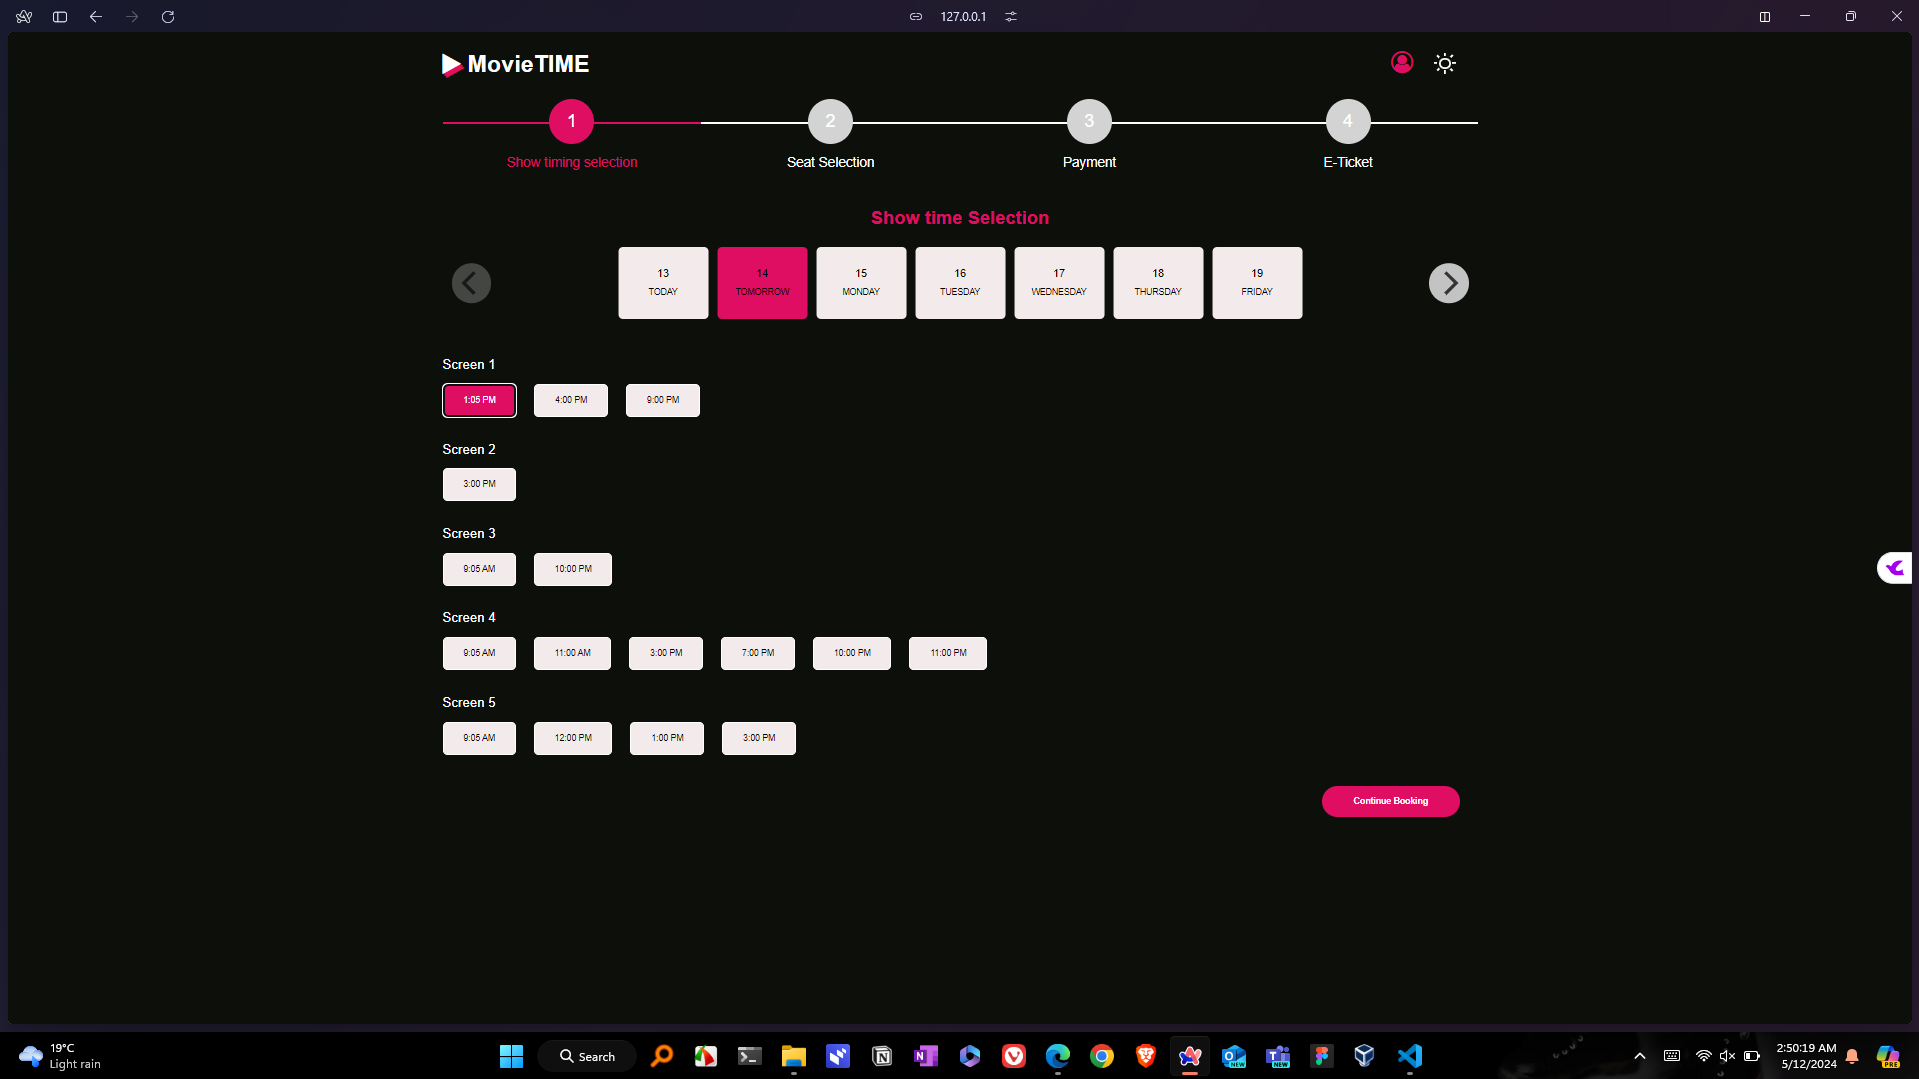 127.0.0.1
MovieTIME
1
2
3
4
Show timing selection
Seat Selection
Payment
E-Ticket
Show time Selection
13
TODAY
14
TOMORROW
15
MONDAY
16
TUESDAY
17
WEDNESDAY
18
THURSDAY
19
FRIDAY
Screen 1
1:05 PM
4:00 PM
9:00 PM
Screen 2
3:00 PM
Screen 3
9:05 AM
10:00 PM
Screen 4
9:05 AM
11:00 AM
3:00 PM
7:00 PM
10:00 PM
11:00 PM
Screen 5
9:05 AM
12:00 PM
1:00 PM
3:00 PM
Continue Booking
19°C
Light rain
Search
NEW
NEW
2:50:19 AM
5/12/2024
PRE